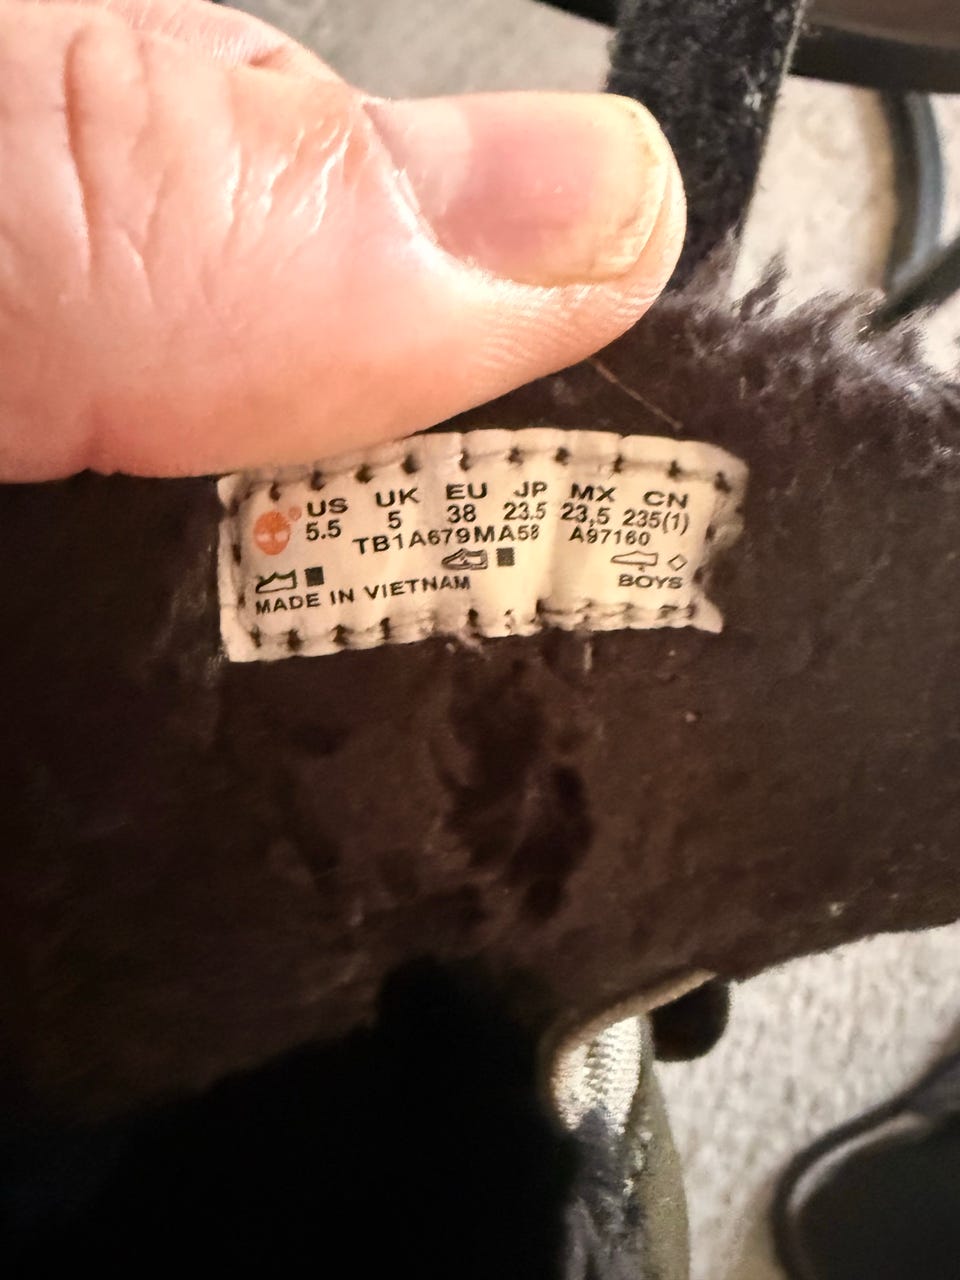 US UK EU JP MX CN
5.5 5 38 23.5 23,5 235(1)
TB1A679MA58 A97160
BOYS
MADE IN VIETNAM